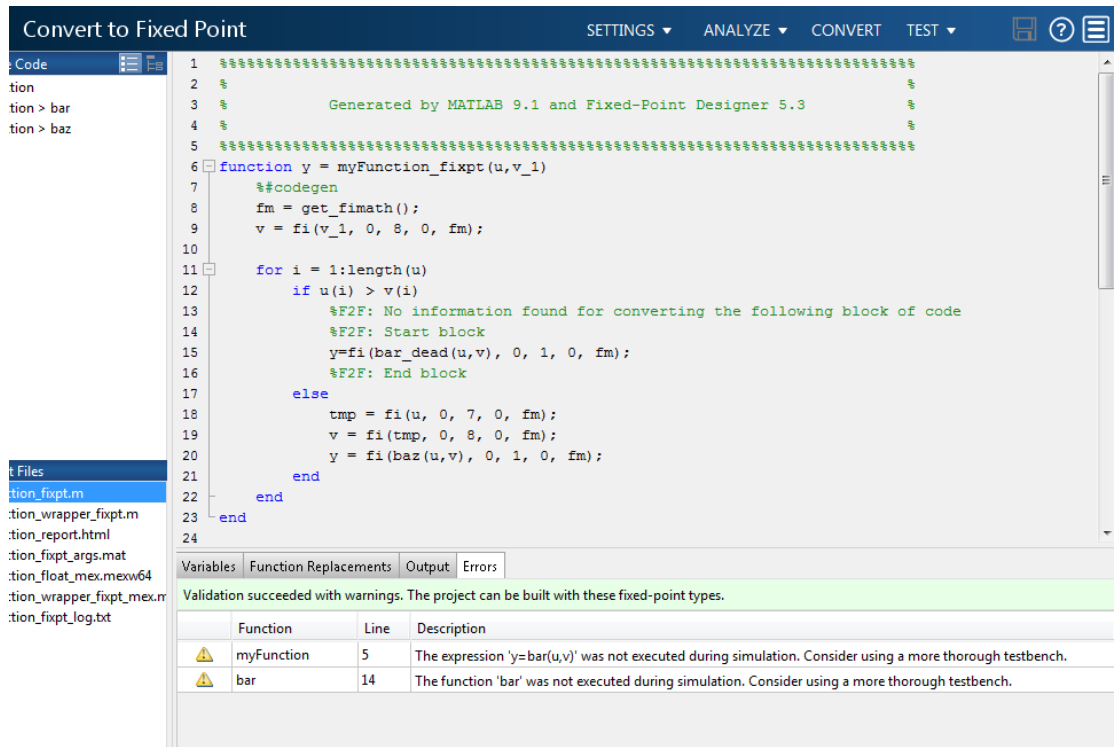 Convert to Fixed Point
SETTINGS ▼ ANALYZE ▼ CONVERT TEST ▼
Code
tion
tion > bar
tion > baz
1 %%%%%%%%%%%%%%%%%%%%%%%%%%%%%%%%%%%%%%%%%%%%%%%%%%%%%%%%%%%%%%%%%%%%%%%%%%
2 % %
3 % Generated by MATLAB 9.1 and Fixed-Point Designer 5.3 %
4 % %
5 %%%%%%%%%%%%%%%%%%%%%%%%%%%%%%%%%%%%%%%%%%%%%%%%%%%%%%%%%%%%%%%%%%%%%%%%%%
6 function y = myFunction_fixpt(u,v_1)
7 %#codegen
8 fm = get_fimath();
9 v = fi(v_1, 0, 8, 0, fm);
10
11 for i = 1:length(u)
12 if u(i) > v(i)
13 %F2F: No information found for converting the following block of code
14 %F2F: Start block
15 y=fi(bar_dead(u,v), 0, 1, 0, fm);
16 %F2F: End block
17 else
18 tmp = fi(u, 0, 7, 0, fm);
19 v = fi(tmp, 0, 8, 0, fm);
20 y = fi(baz(u,v), 0, 1, 0, fm);
21 end
22 end
23 end
24
t Files
tion_fixpt.m
tion_wrapper_fixpt.m
tion_report.html
tion_fixpt_args.mat
tion_float_mex.mexw64
tion_wrapper_fixpt_mex.m
tion_fixpt_log.txt
Variables Function Replacements Output Errors
Validation succeeded with warnings. The project can be built with these fixed-point types.
Function Line Description
myFunction 5 The expression 'y=bar(u,v)' was not executed during simulation. Consider using a more thorough testbench.
bar 14 The function 'bar' was not executed during simulation. Consider using a more thorough testbench.